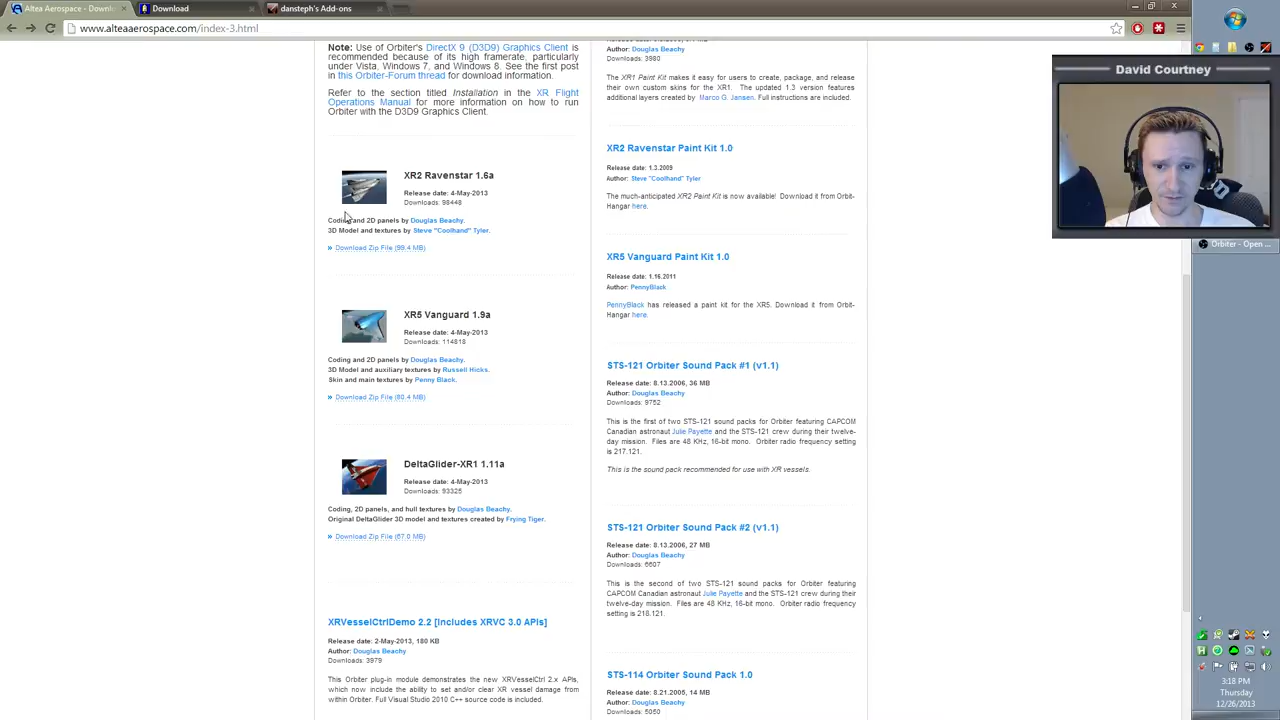 Altea Aerospace - Downlo
Download
dansteph's Add-ons
www.alteaaerospace.com/index-3.html
Note: Use of Orbiter's DirectX 9 (D3D9) Graphics Client is
recommended because of its high framerate, particularly
under Vista, Windows 7, and Windows 8. See the first post
in this Orbiter-Forum thread for download information.
Refer to the section titled Installation in the XR Flight
Operations Manual for more information on how to run
Orbiter with the D3D9 Graphics Client.
XR2 Ravenstar 1.6a
Release date: 4-May-2013
Downloads: 98448
Coding and 2D panels by Douglas Beachy.
3D Model and textures by Steve "Coolhand" Tyler.
» Download Zip File (99.4 MB)
XR5 Vanguard 1.9a
Release date: 4-May-2013
Downloads: 114818
Coding and 2D panels by Douglas Beachy.
3D Model and auxiliary textures by Russell Hicks.
Skin and main textures by Penny Black.
» Download Zip File (80.4 MB)
DeltaGlider-XR1 1.11a
Release date: 4-May-2013
Downloads: 93325
Coding, 2D panels, and hull textures by Douglas Beachy.
Original DeltaGlider 3D model and textures created by Frying Tiger.
» Download Zip File (67.0 MB)
XRVesselCtrlDemo 2.2 [Includes XRVC 3.0 APIs]
Release date: 2-May-2013, 180 KB
Author: Douglas Beachy
Downloads: 3979
This Orbiter plug-in module demonstrates the new XRVesselCtrl 2.x APIs,
which now include the ability to set and/or clear XR vessel damage from
within Orbiter. Full Visual Studio 2010 C++ source code is included.
Author: Douglas Beachy
Downloads: 3980
The XR1 Paint Kit makes it easy for users to create, package, and release
their own custom skins for the XR1. The updated 1.3 version features
additional layers created by Marco G. Jansen. Full instructions are included.
XR2 Ravenstar Paint Kit 1.0
Release date: 1.3.2009
Author: Steve "Coolhand" Tyler
The much-anticipated XR2 Paint Kit is now available! Download it from Orbit-
Hangar here.
XR5 Vanguard Paint Kit 1.0
Release date: 1.16.2011
Author: PennyBlack
PennyBlack has released a paint kit for the XR5. Download it from Orbit-
Hangar here.
STS-121 Orbiter Sound Pack #1 (v1.1)
Release date: 8.13.2006, 36 MB
Author: Douglas Beachy
Downloads: 9752
This is the first of two STS-121 sound packs for Orbiter featuring CAPCOM
Canadian astronaut Julie Payette and the STS-121 crew during their twelve-
day mission. Files are 48 KHz, 16-bit mono. Orbiter radio frequency setting
is 217.121.
This is the sound pack recommended for use with XR vessels.
STS-121 Orbiter Sound Pack #2 (v1.1)
Release date: 8.13.2006, 27 MB
Author: Douglas Beachy
Downloads: 6607
This is the second of two STS-121 sound packs for Orbiter featuring
CAPCOM Canadian astronaut Julie Payette and the STS-121 crew during their
twelve-day mission. Files are 48 KHz, 16-bit mono. Orbiter radio frequency
setting is 218.121.
STS-114 Orbiter Sound Pack 1.0
Release date: 8.21.2005, 14 MB
Author: Douglas Beachy
Downloads: 5050
David Courtney
Orbiter - Open ...
3:18 PM
Thursday
12/26/2013